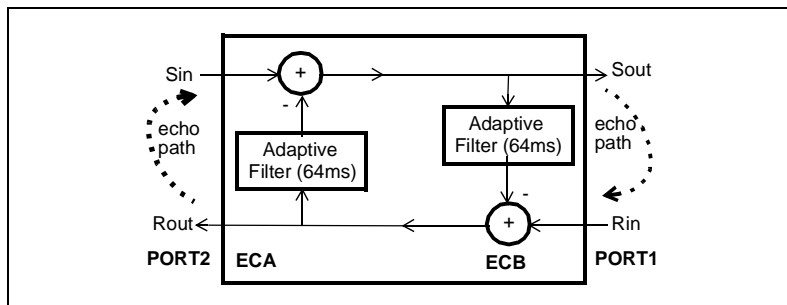 Sin
+
Sout
-
echo
path
Adaptive
Filter (64ms)
Adaptive
Filter (64ms)
echo
path
-
Rout
+
Rin
PORT2
ECA
ECB
PORT1